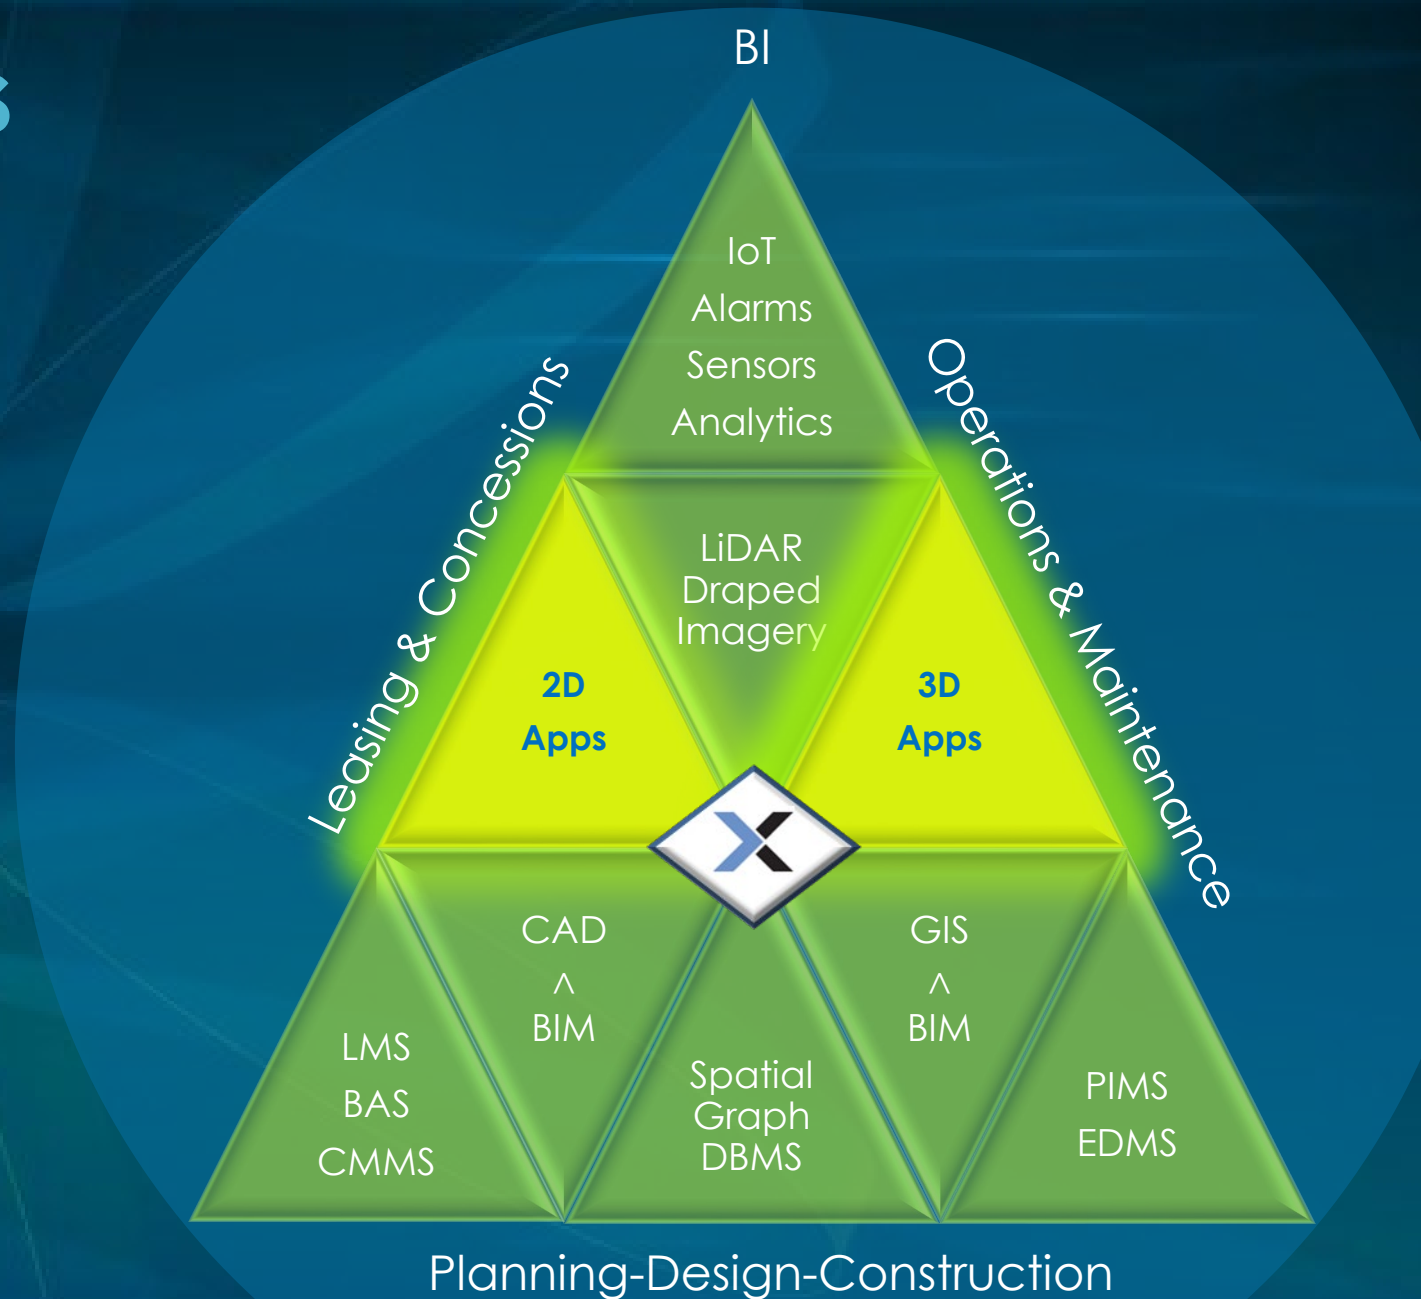 BI
IoT
Alarms
Sensors
Analytics
Leasing & Concessions
Operations & Maintenance
LiDAR
Draped
Imagery
2D
Apps
3D
Apps
CAD
^
BIM
GIS
^
BIM
LMS
BAS
CMMS
Spatial
Graph
DBMS
PIMS
EDMS
Planning-Design-Construction